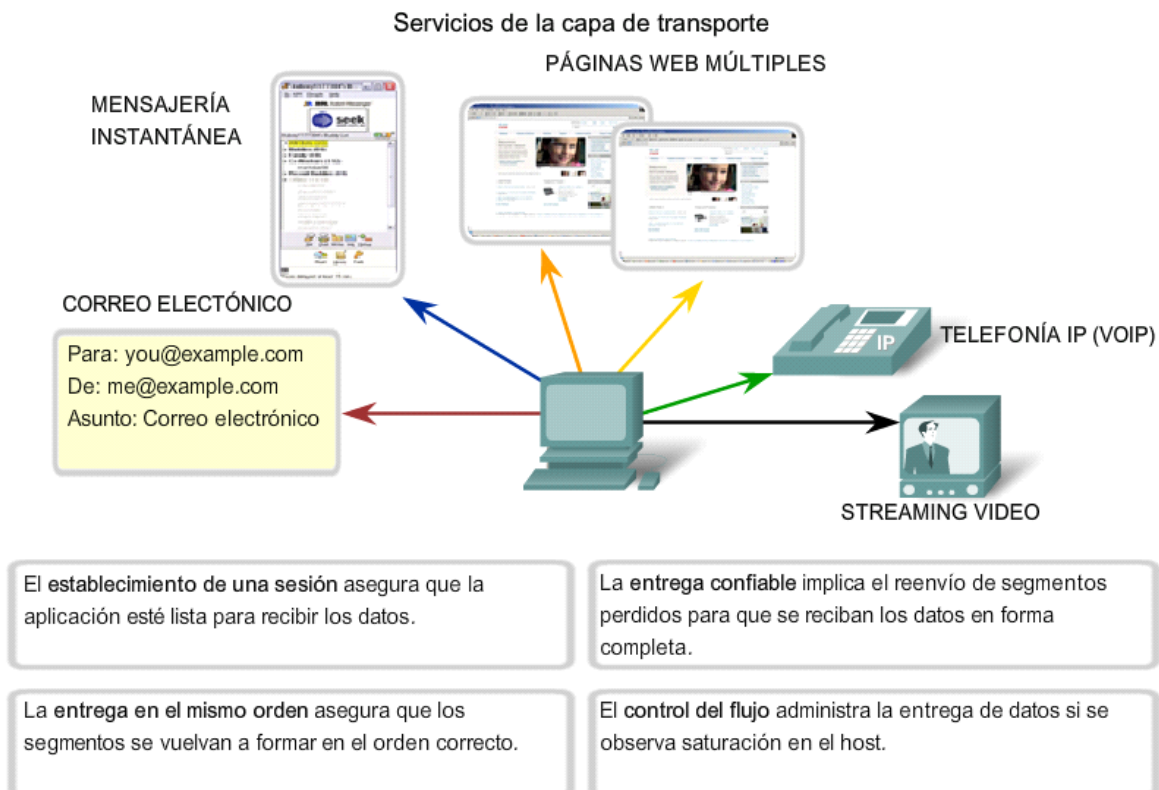 Servicios de la capa de transporte
PÁGINAS WEB MÚLTIPLES
MENSAJERÍA
INSTANTÁNEA
seek
CORREO ELECTÓNICO
Para: you@example.com
De: me@example.com
Asunto: Correo electrónico
IP
TELEFONÍA IP (VOIP)
STREAMING VIDEO
El establecimiento de una sesión asegura que la
aplicación esté lista para recibir los datos.
La entrega confiable implica el reenvío de segmentos
perdidos para que se reciban los datos en forma
completa.
La entrega en el mismo orden asegura que los
segmentos se vuelvan a formar en el orden correcto.
El control del flujo administra la entrega de datos si se
observa saturación en el host.